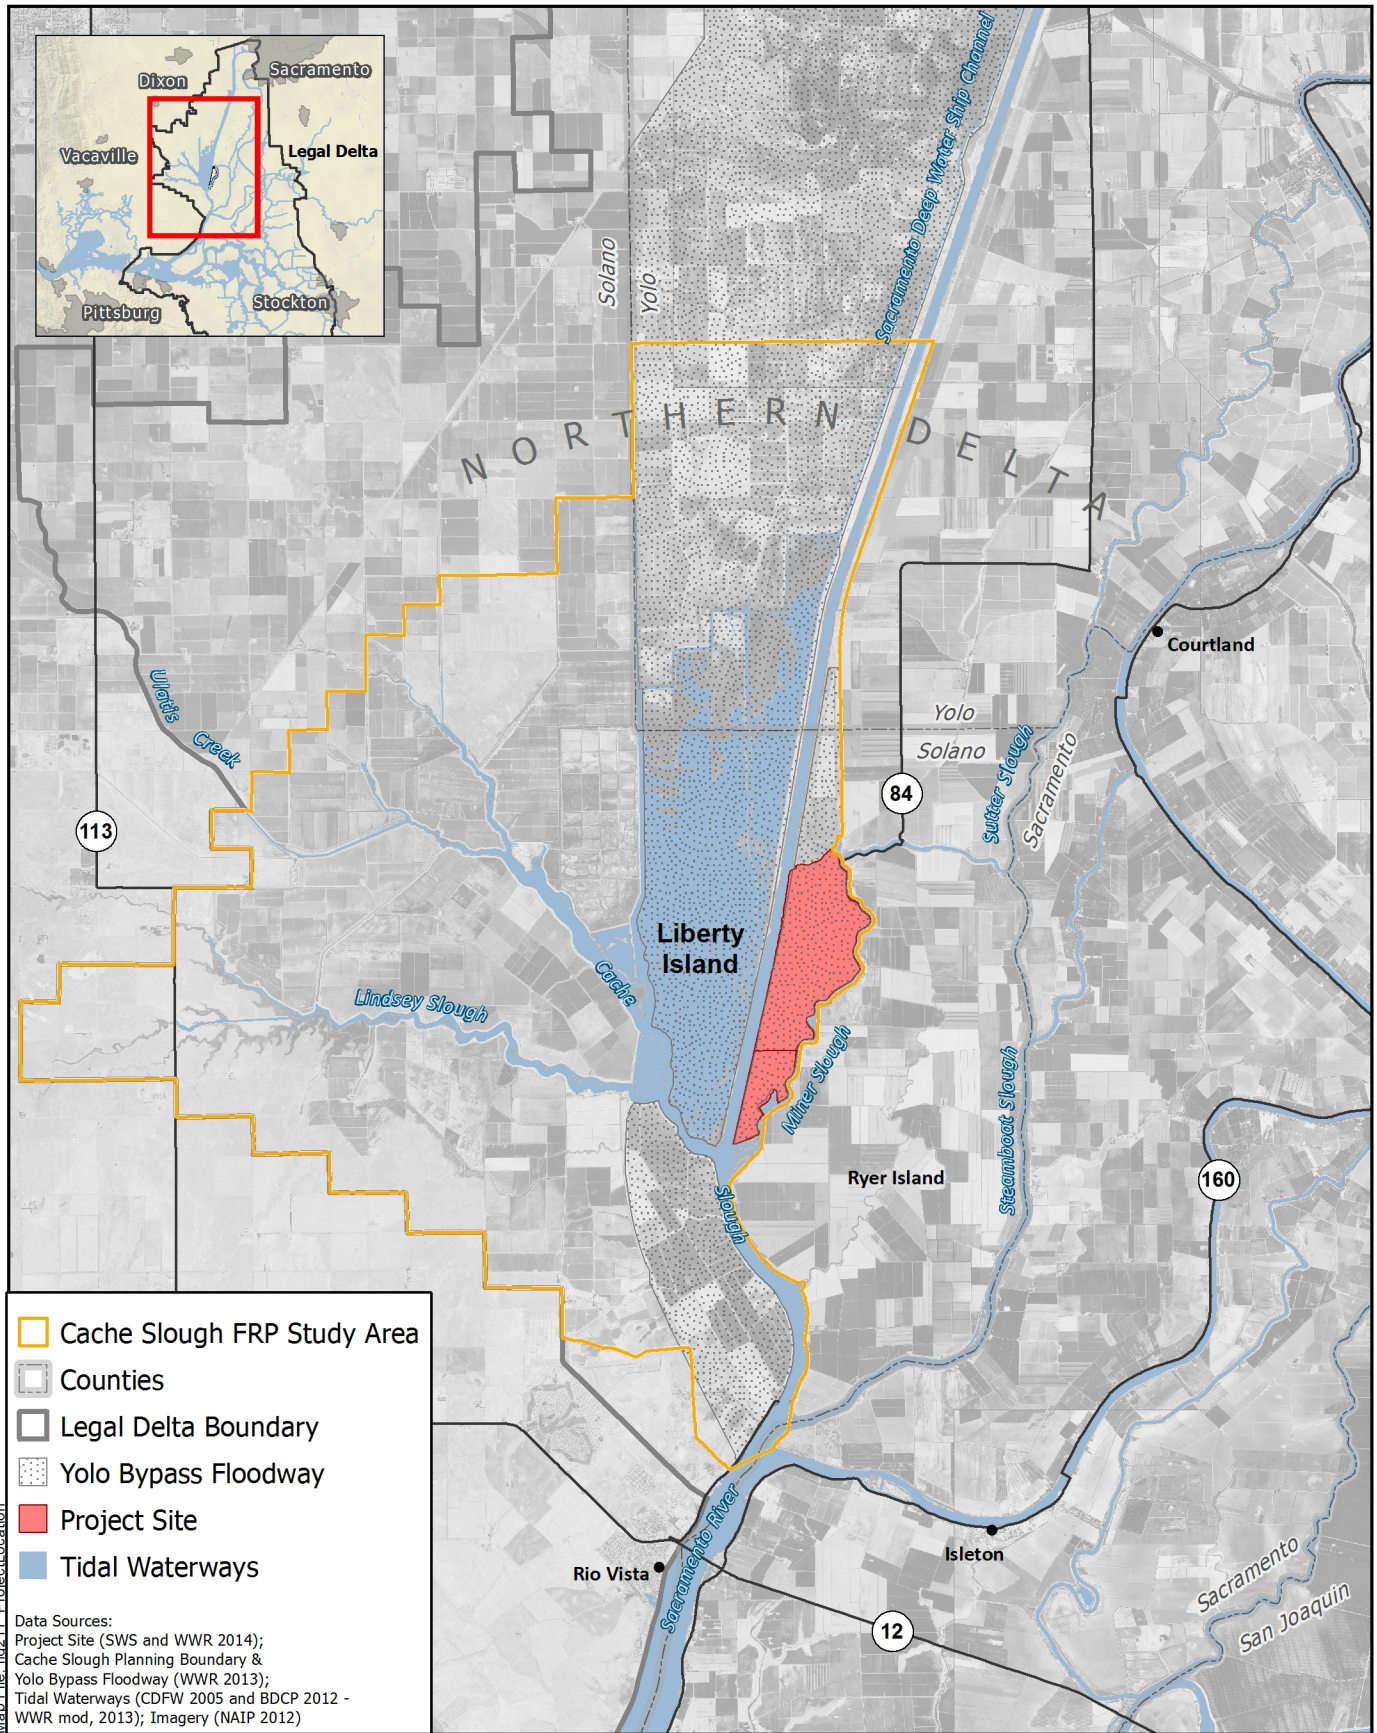 Sacramento
Dixon
Vacaville
Legal Delta
Stockton
Pittsburg
Sacramento Deep Water Ship Channel
Solano
Yolo
NORTHERN DELTA
Courtland
Ulatis Creek
Yolo
Solano
Sutter Slough
Sacramento
113
84
Liberty
Island
Cache
Lindsey Slough
Miner Slough
Steamboat Slough
Ryer Island
160
Slough
Cache Slough FRP Study Area
Counties
Legal Delta Boundary
Yolo Bypass Floodway
Project Site
Tidal Waterways
Data Sources:
Project Site (SWS and WWR 2014);
Cache Slough Planning Boundary &
Yolo Bypass Floodway (WWR 2013);
Tidal Waterways (CDFW 2005 and BDCP 2012 -
WWR mod, 2013); Imagery (NAIP 2012)
Rio Vista
Sacramento River
Isleton
12
Sacramento
San Joaquin